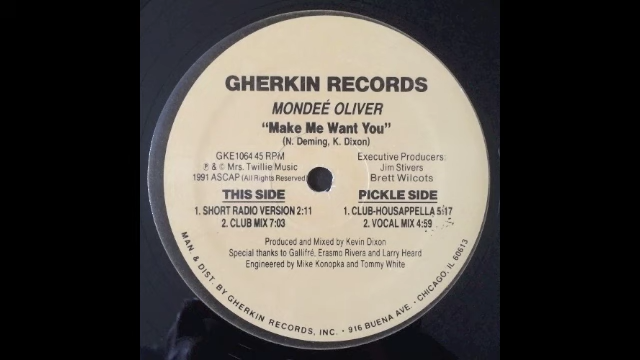 GHERKIN RECORDS
MONDEÉ OLIVER
"Make Me Want You"
(N. Deming, K. Dixon)
GKE1064 45 RPM
℗ & © Mrs. Twillie Music
1991 ASCAP (All Rights Reserved)
Executive Producers:
Jim Stivers
Brett Wilcots
THIS SIDE
1. SHORT RADIO VERSION 2:11
2. CLUB MIX 7:03
PICKLE SIDE
1. CLUB-HOUSAPPELLA 5:17
2. VOCAL MIX 4:59
Produced and Mixed by Kevin Dixon
Special thanks to Gallifré, Erasmo Rivera and Larry Heard
Engineered by Mike Konopka and Tommy White
MAN. & DIST. BY GHERKIN RECORDS, INC. • 916 BUENA AVE. • CHICAGO, IL 60613